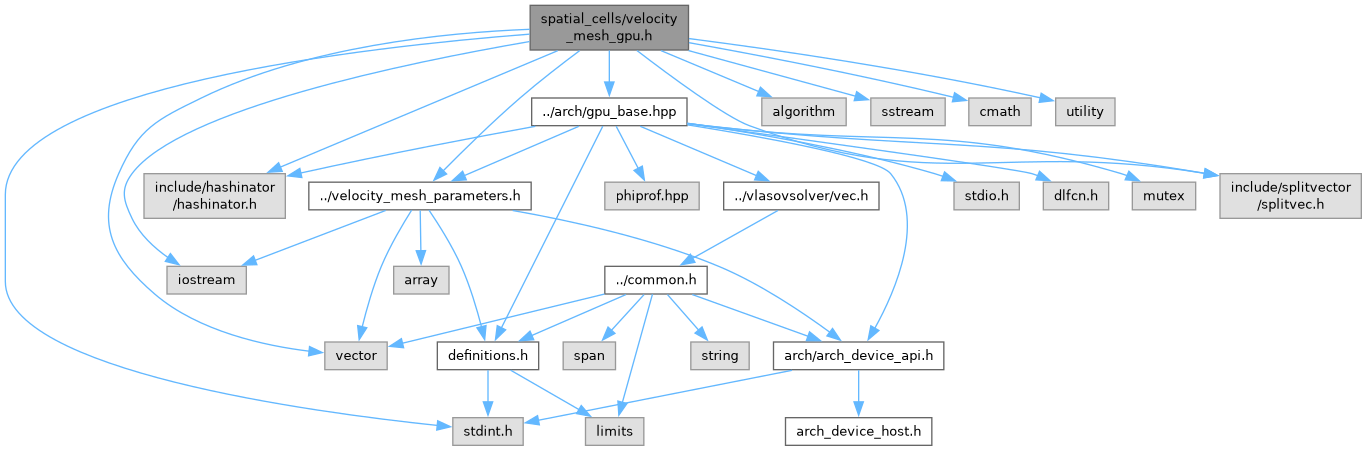 spatial_cells/velocity
_mesh_gpu.h
../arch/gpu_base.hpp
algorithm
sstream
cmath
utility
include/hashinator
/hashinator.h
../velocity_mesh_parameters.h
phiprof.hpp
../vlasovsolver/vec.h
stdio.h
dlfcn.h
mutex
include/splitvector
/splitvec.h
iostream
array
../common.h
vector
definitions.h
span
string
arch/arch_device_api.h
stdint.h
limits
arch_device_host.h